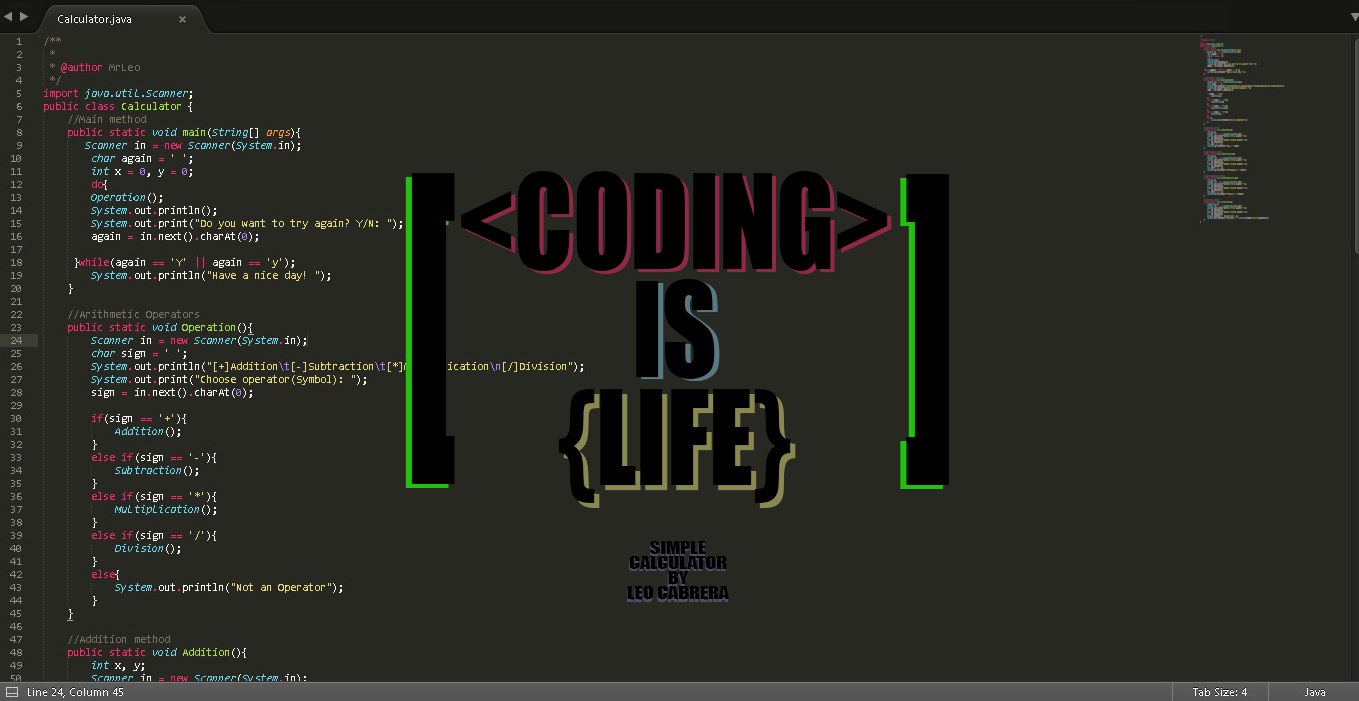 Calculator.java ×
1 /**
2 *
3 * @author MrLeo
4 */
5 import java.util.Scanner;
6 public class Calculator {
7 //Main method
8 public static void main(String[] args){
9 Scanner in = new Scanner(System.in);
10 char again = ' ';
11 int x = 0, y = 0;
12 do{
13 Operation();
14 System.out.println();
15 System.out.print("Do you want to try again? Y/N: ");
16 again = in.next().charAt(0);
17
18 }while(again == 'Y' || again == 'y');
19 System.out.println("Have a nice day! ");
20 }
21
22 //Arithmetic Operators
23 public static void Operation(){
24 Scanner in = new Scanner(System.in);
25 char sign = ' ';
26 System.out.println("[+]Addition\t[-]Subtraction\t[*] ication\n[/]Division");
27 System.out.print("Choose operator(Symbol): ");
28 sign = in.next().charAt(0);
29
30 if(sign == '+'){
31 Addition();
32 }
33 else if(sign == '-'){
34 Subtraction();
35 }
36 else if(sign == '*'){
37 Multiplication();
38 }
39 else if(sign == '/'){
40 Division();
41 }
42 else{
43 System.out.println("Not an Operator");
44 }
45 }
46
47 //Addition method
48 public static void Addition(){
49 int x, y;
50 Scanner in = new Scanner(System.in);
[<CODING>]
IS
{LIFE}
SIMPLE
CALCULATOR
BY
LEO CABRERA
Line 24, Column 45
Tab Size: 4
Java